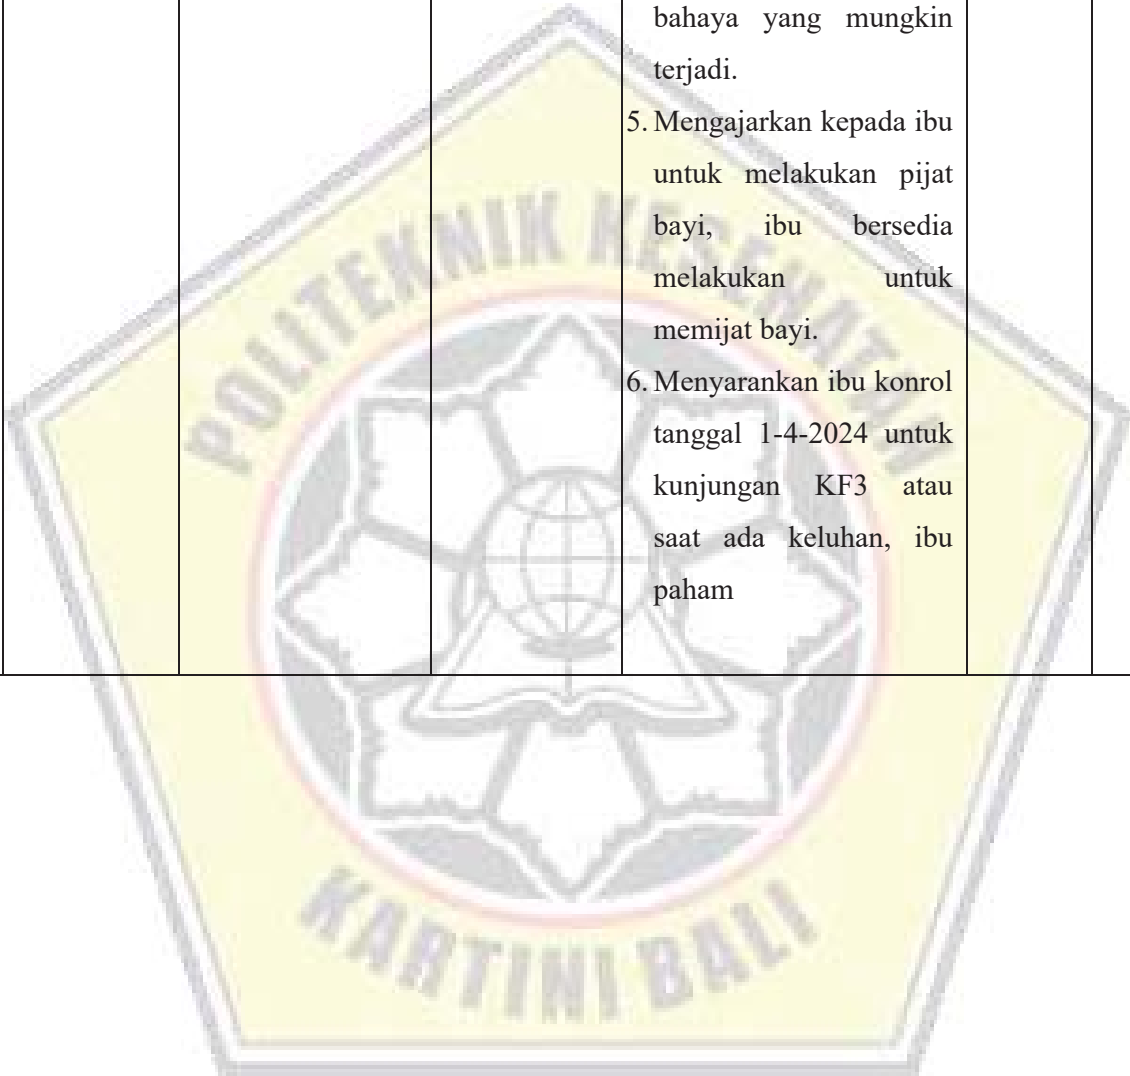 bahaya yang mungkin
terjadi.
5. Mengajarkan kepada ibu
untuk melakukan pijat
bayi, ibu bersedia
melakukan untuk
memijat bayi.
6. Menyarankan ibu konrol
tanggal 1-4-2024 untuk
kunjungan KF3 atau
saat ada keluhan, ibu
paham
POLITEKNIK KESEHATAN
KARTINI BALI